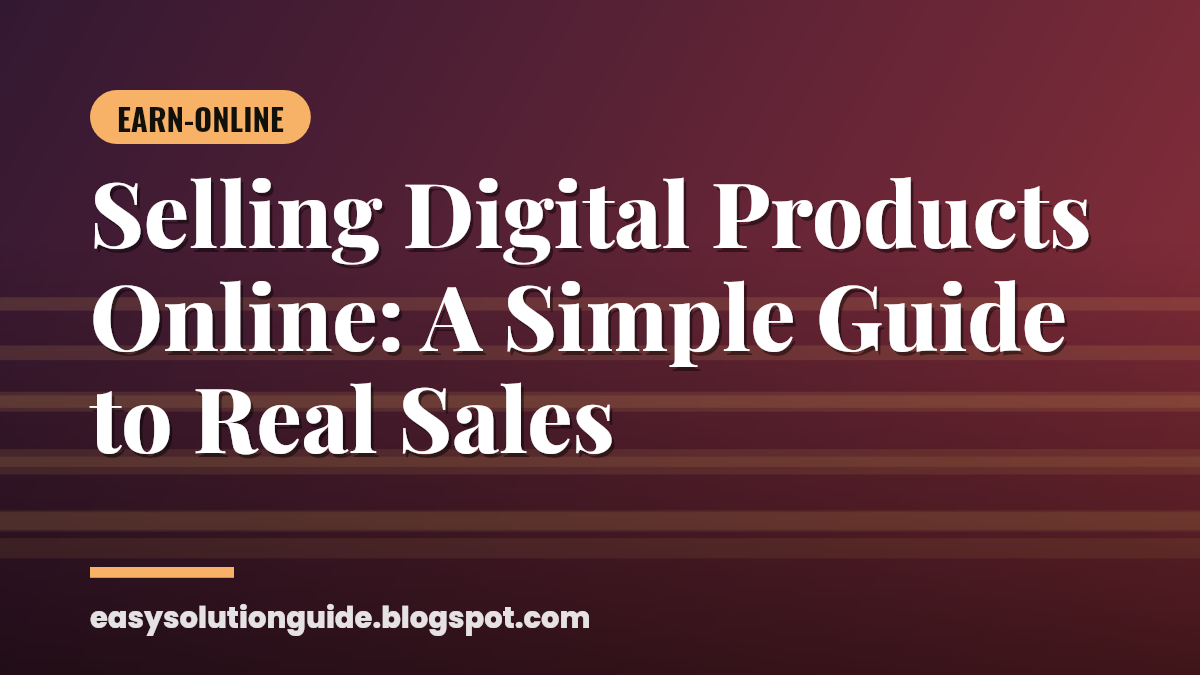 EARN-ONLINE
Selling Digital Products
Online: A Simple Guide
to Real Sales
easysolutionguide.blogspot.com